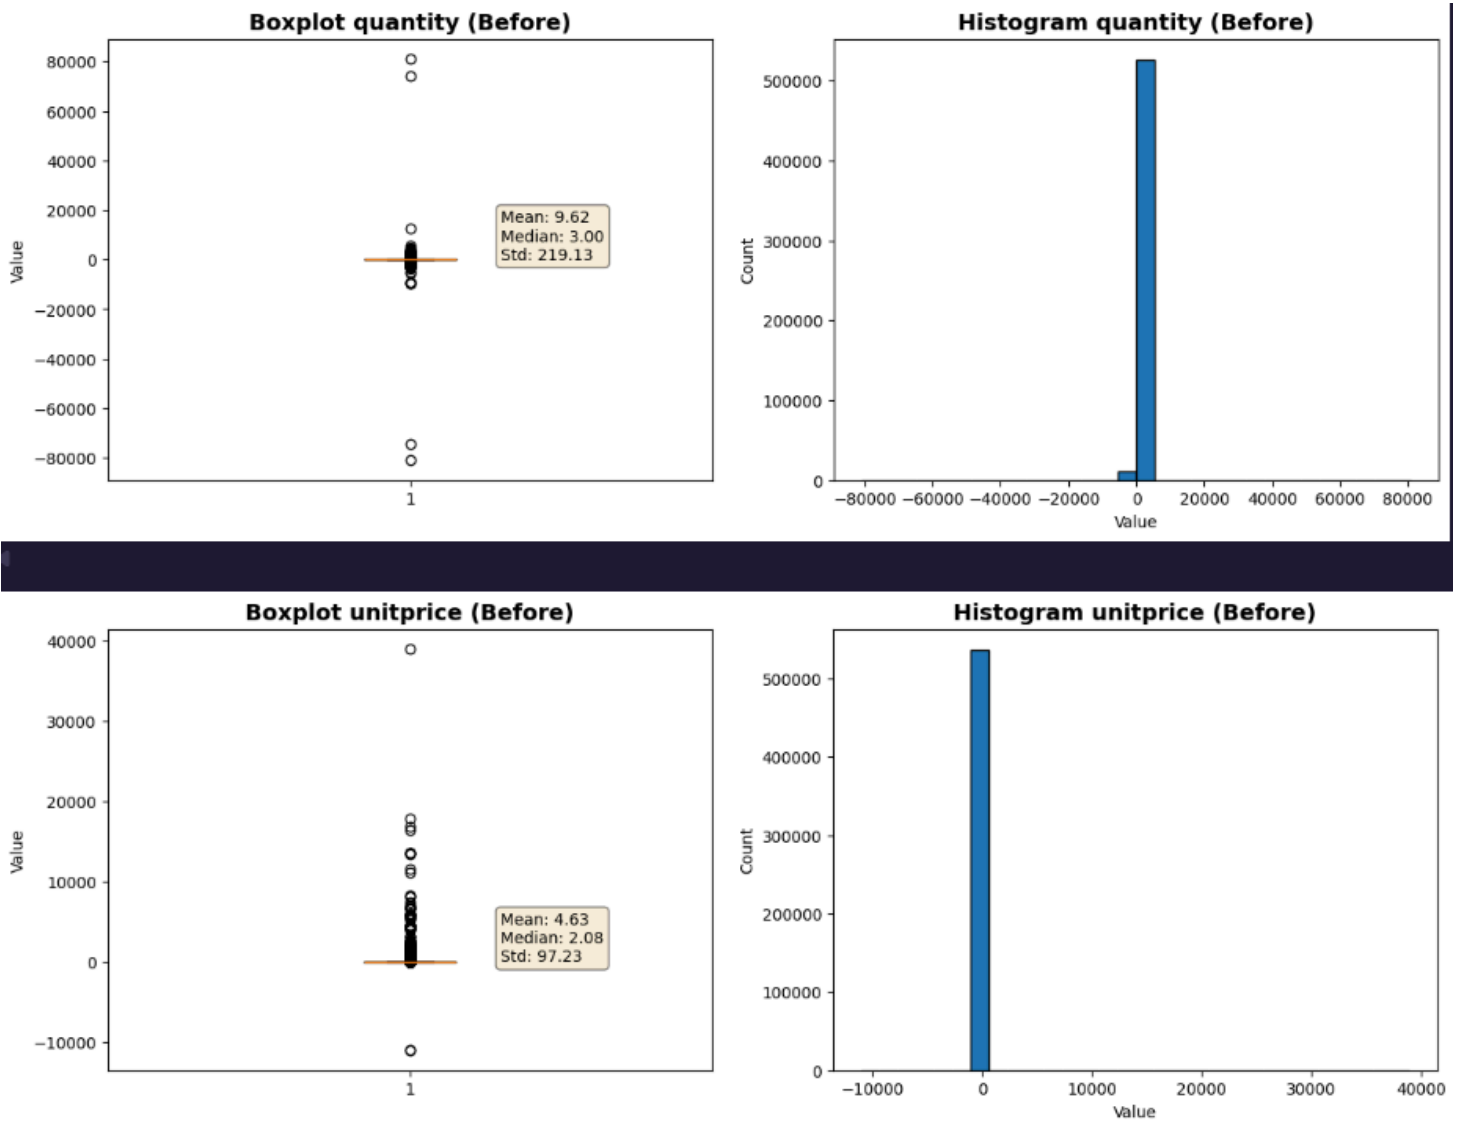 Boxplot quantity (Before)
80000
60000
40000
20000
0
−20000
−40000
−60000
−80000
Value
1
Mean: 9.62
Median: 3.00
Std: 219.13
Histogram quantity (Before)
500000
400000
300000
200000
100000
0
Count
−80000 −60000 −40000 −20000 0 20000 40000 60000 80000
Value
Boxplot unitprice (Before)
40000
30000
20000
10000
0
−10000
Value
1
Mean: 4.63
Median: 2.08
Std: 97.23
Histogram unitprice (Before)
500000
400000
300000
200000
100000
0
Count
−10000 0 10000 20000 30000 40000
Value